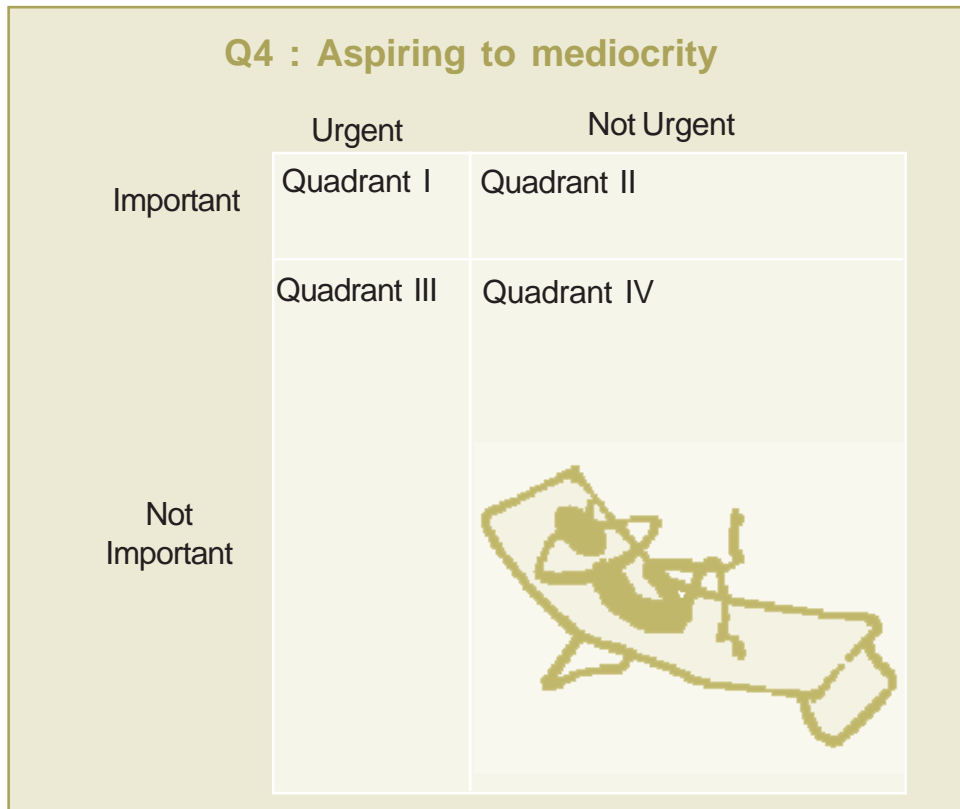 Q4 : Aspiring to mediocrity
Urgent Not Urgent
Important Quadrant I Quadrant II
Quadrant III Quadrant IV
Not
Important